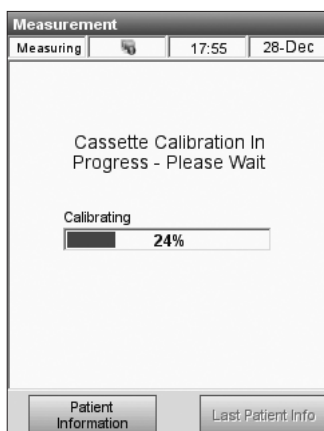 Measurement
Measuring 17:55 28-Dec
Cassette Calibration In
Progress - Please Wait
Calibrating
24%
Patient
Information
Last Patient Info